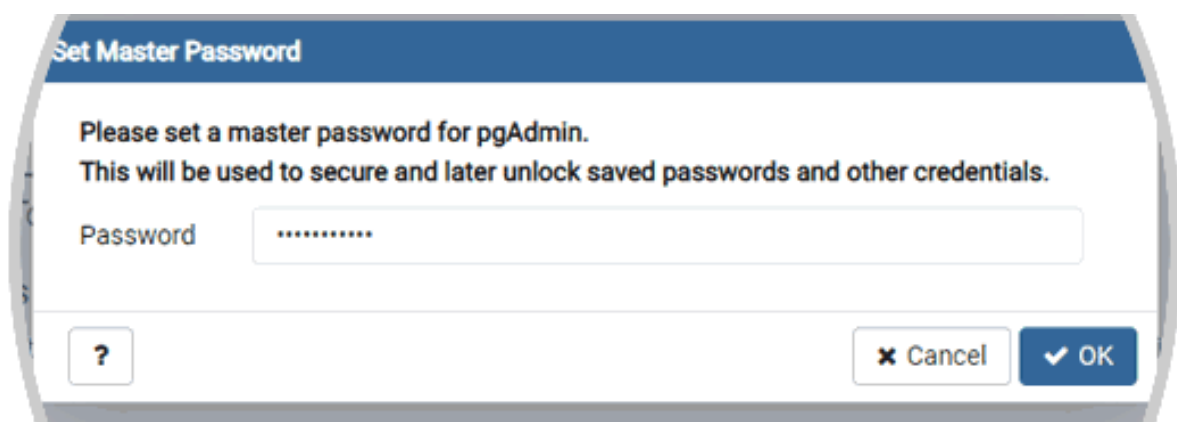 Set Master Password
Please set a master password for pgAdmin.
This will be used to secure and later unlock saved passwords and other credentials.
Password ···········
? ✖ Cancel ✔ OK